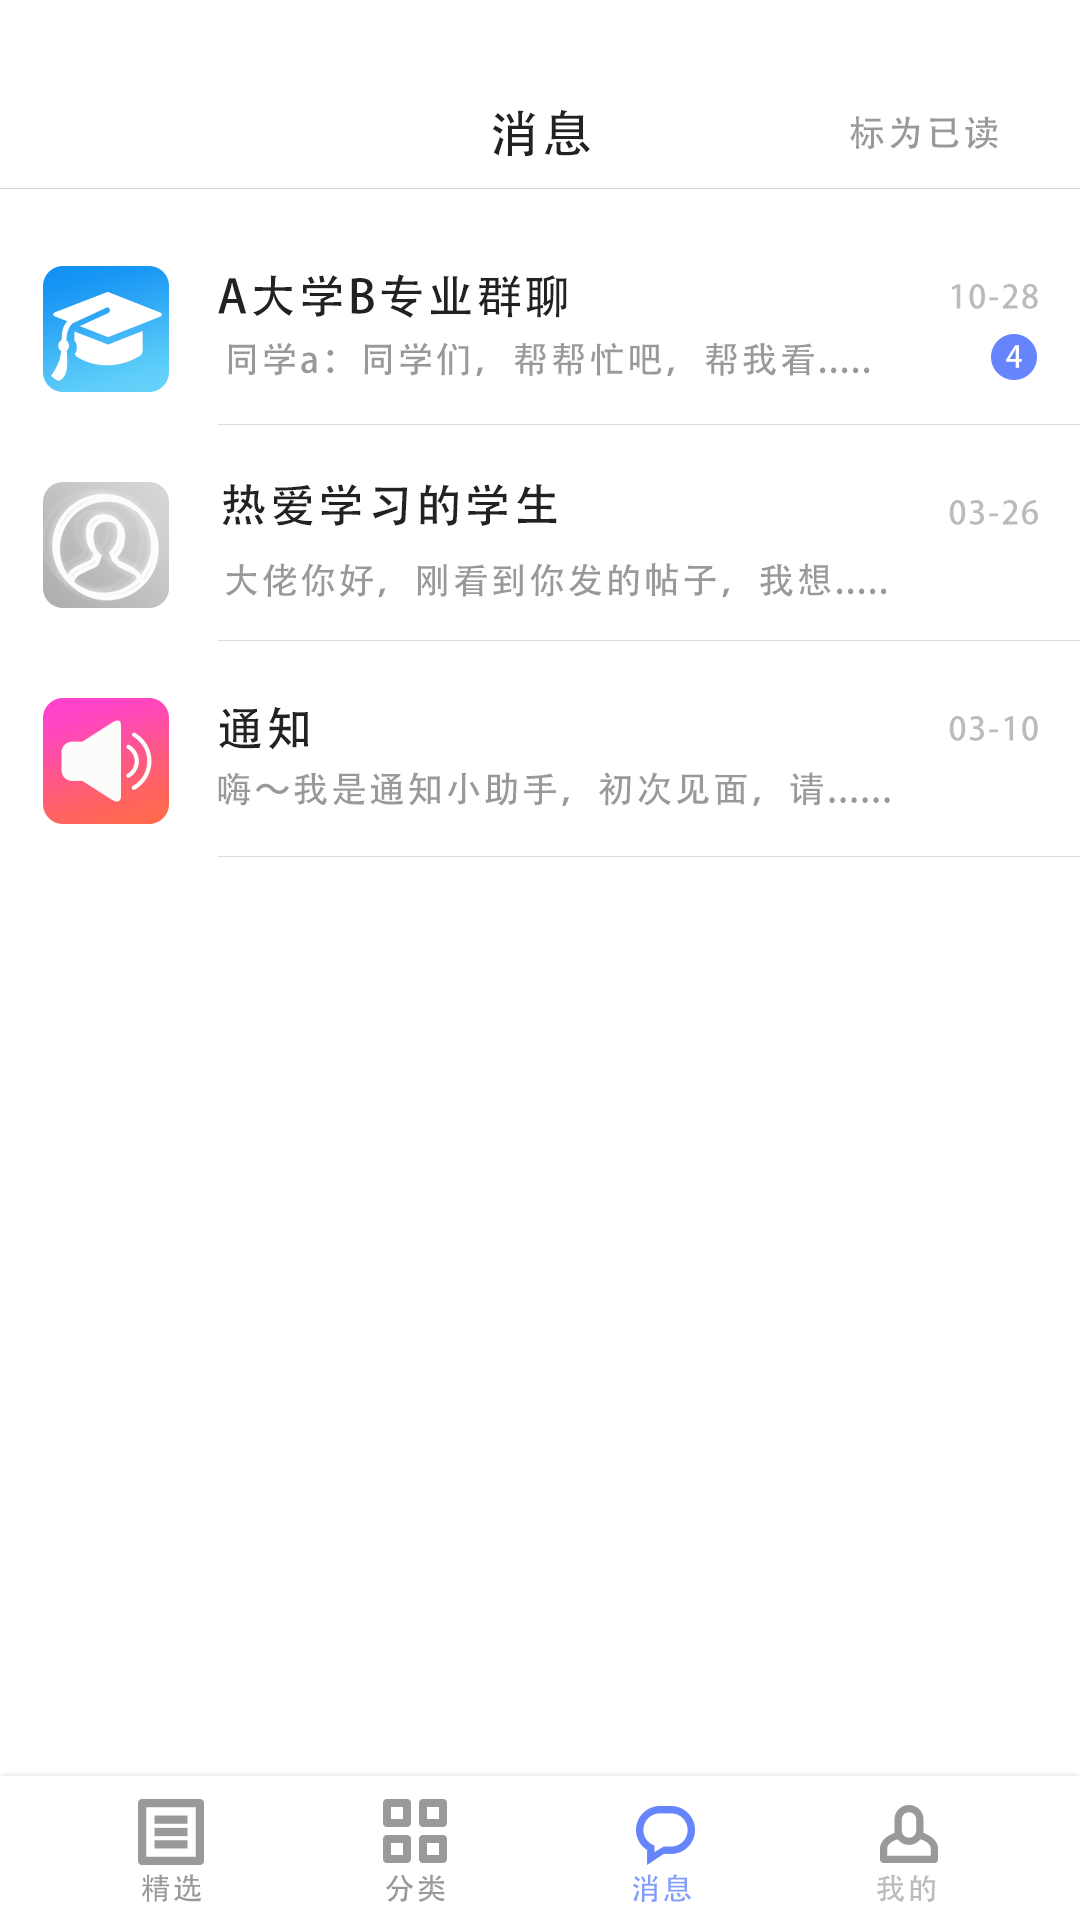 消息
标为已读
A大学B专业群聊
10-28
同学a：同学们，帮帮忙吧，帮我看.....
4
热爱学习的学生
03-26
大佬你好，刚看到你发的帖子，我想.....
通知
03-10
嗨～我是通知小助手，初次见面，请......
精选
分类
消息
我的